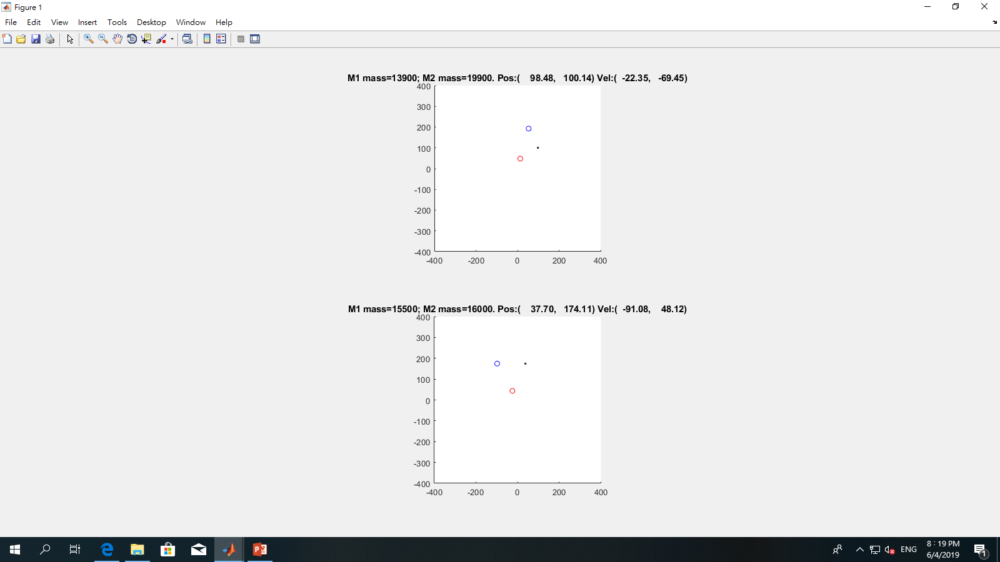 Figure 1
File Edit View Insert Tools Desktop Window Help
M1 mass=13900; M2 mass=19900. Pos:( 98.48, 100.14) Vel:( -22.35, -69.45)
400
300
200
100
0
-100
-200
-300
-400
-400 -200 0 200 400
M1 mass=15500; M2 mass=16000. Pos:( 37.70, 174.11) Vel:( -91.08, 48.12)
400
300
200
100
0
-100
-200
-300
-400
-400 -200 0 200 400
ENG
8:19 PM
6/4/2019
1